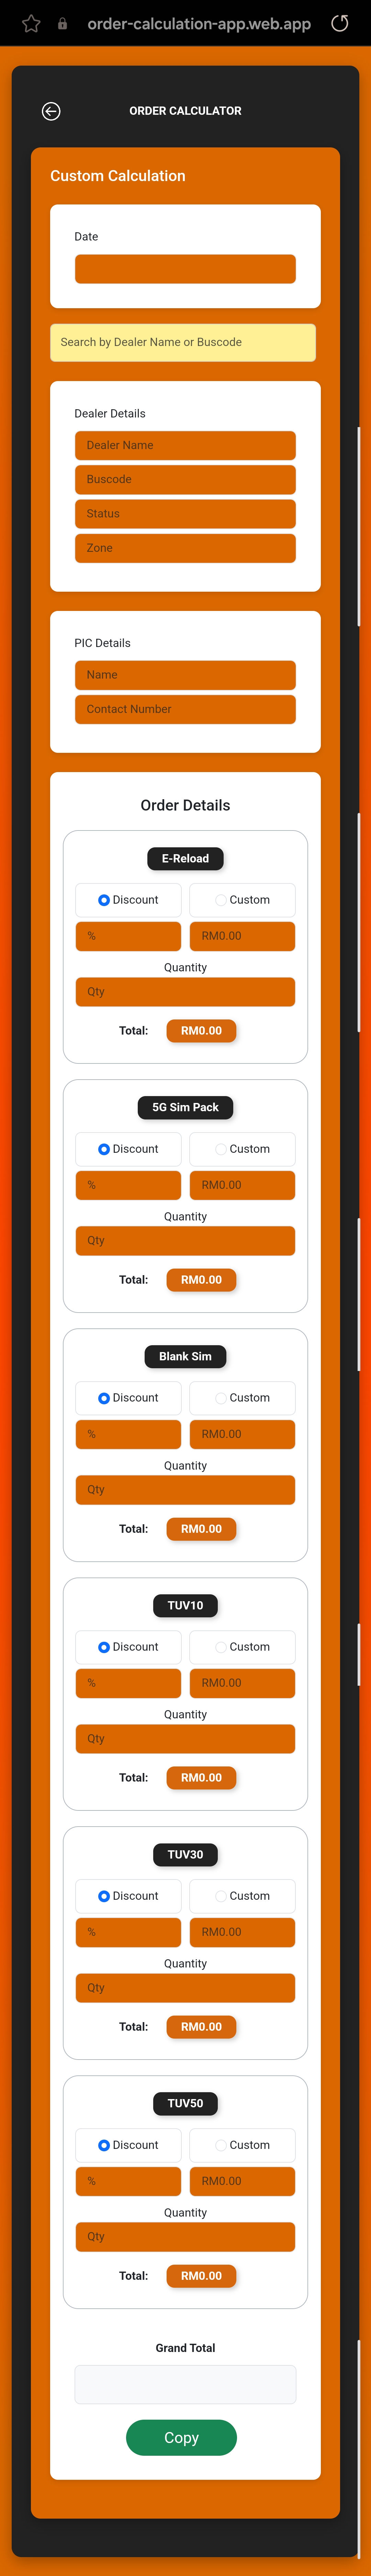 order-calculation-app.web.app
ORDER CALCULATOR
Custom Calculation
Date
Search by Dealer Name or Buscode
Dealer Details
Dealer Name
Buscode
Status
Zone
PIC Details
Name
Contact Number
Order Details
E-Reload
Discount Custom
% RM0.00
Quantity
Qty
Total: RM0.00
5G Sim Pack
Discount Custom
% RM0.00
Quantity
Qty
Total: RM0.00
Blank Sim
Discount Custom
% RM0.00
Quantity
Qty
Total: RM0.00
TUV10
Discount Custom
% RM0.00
Quantity
Qty
Total: RM0.00
TUV30
Discount Custom
% RM0.00
Quantity
Qty
Total: RM0.00
TUV50
Discount Custom
% RM0.00
Quantity
Qty
Total: RM0.00
Grand Total
Copy